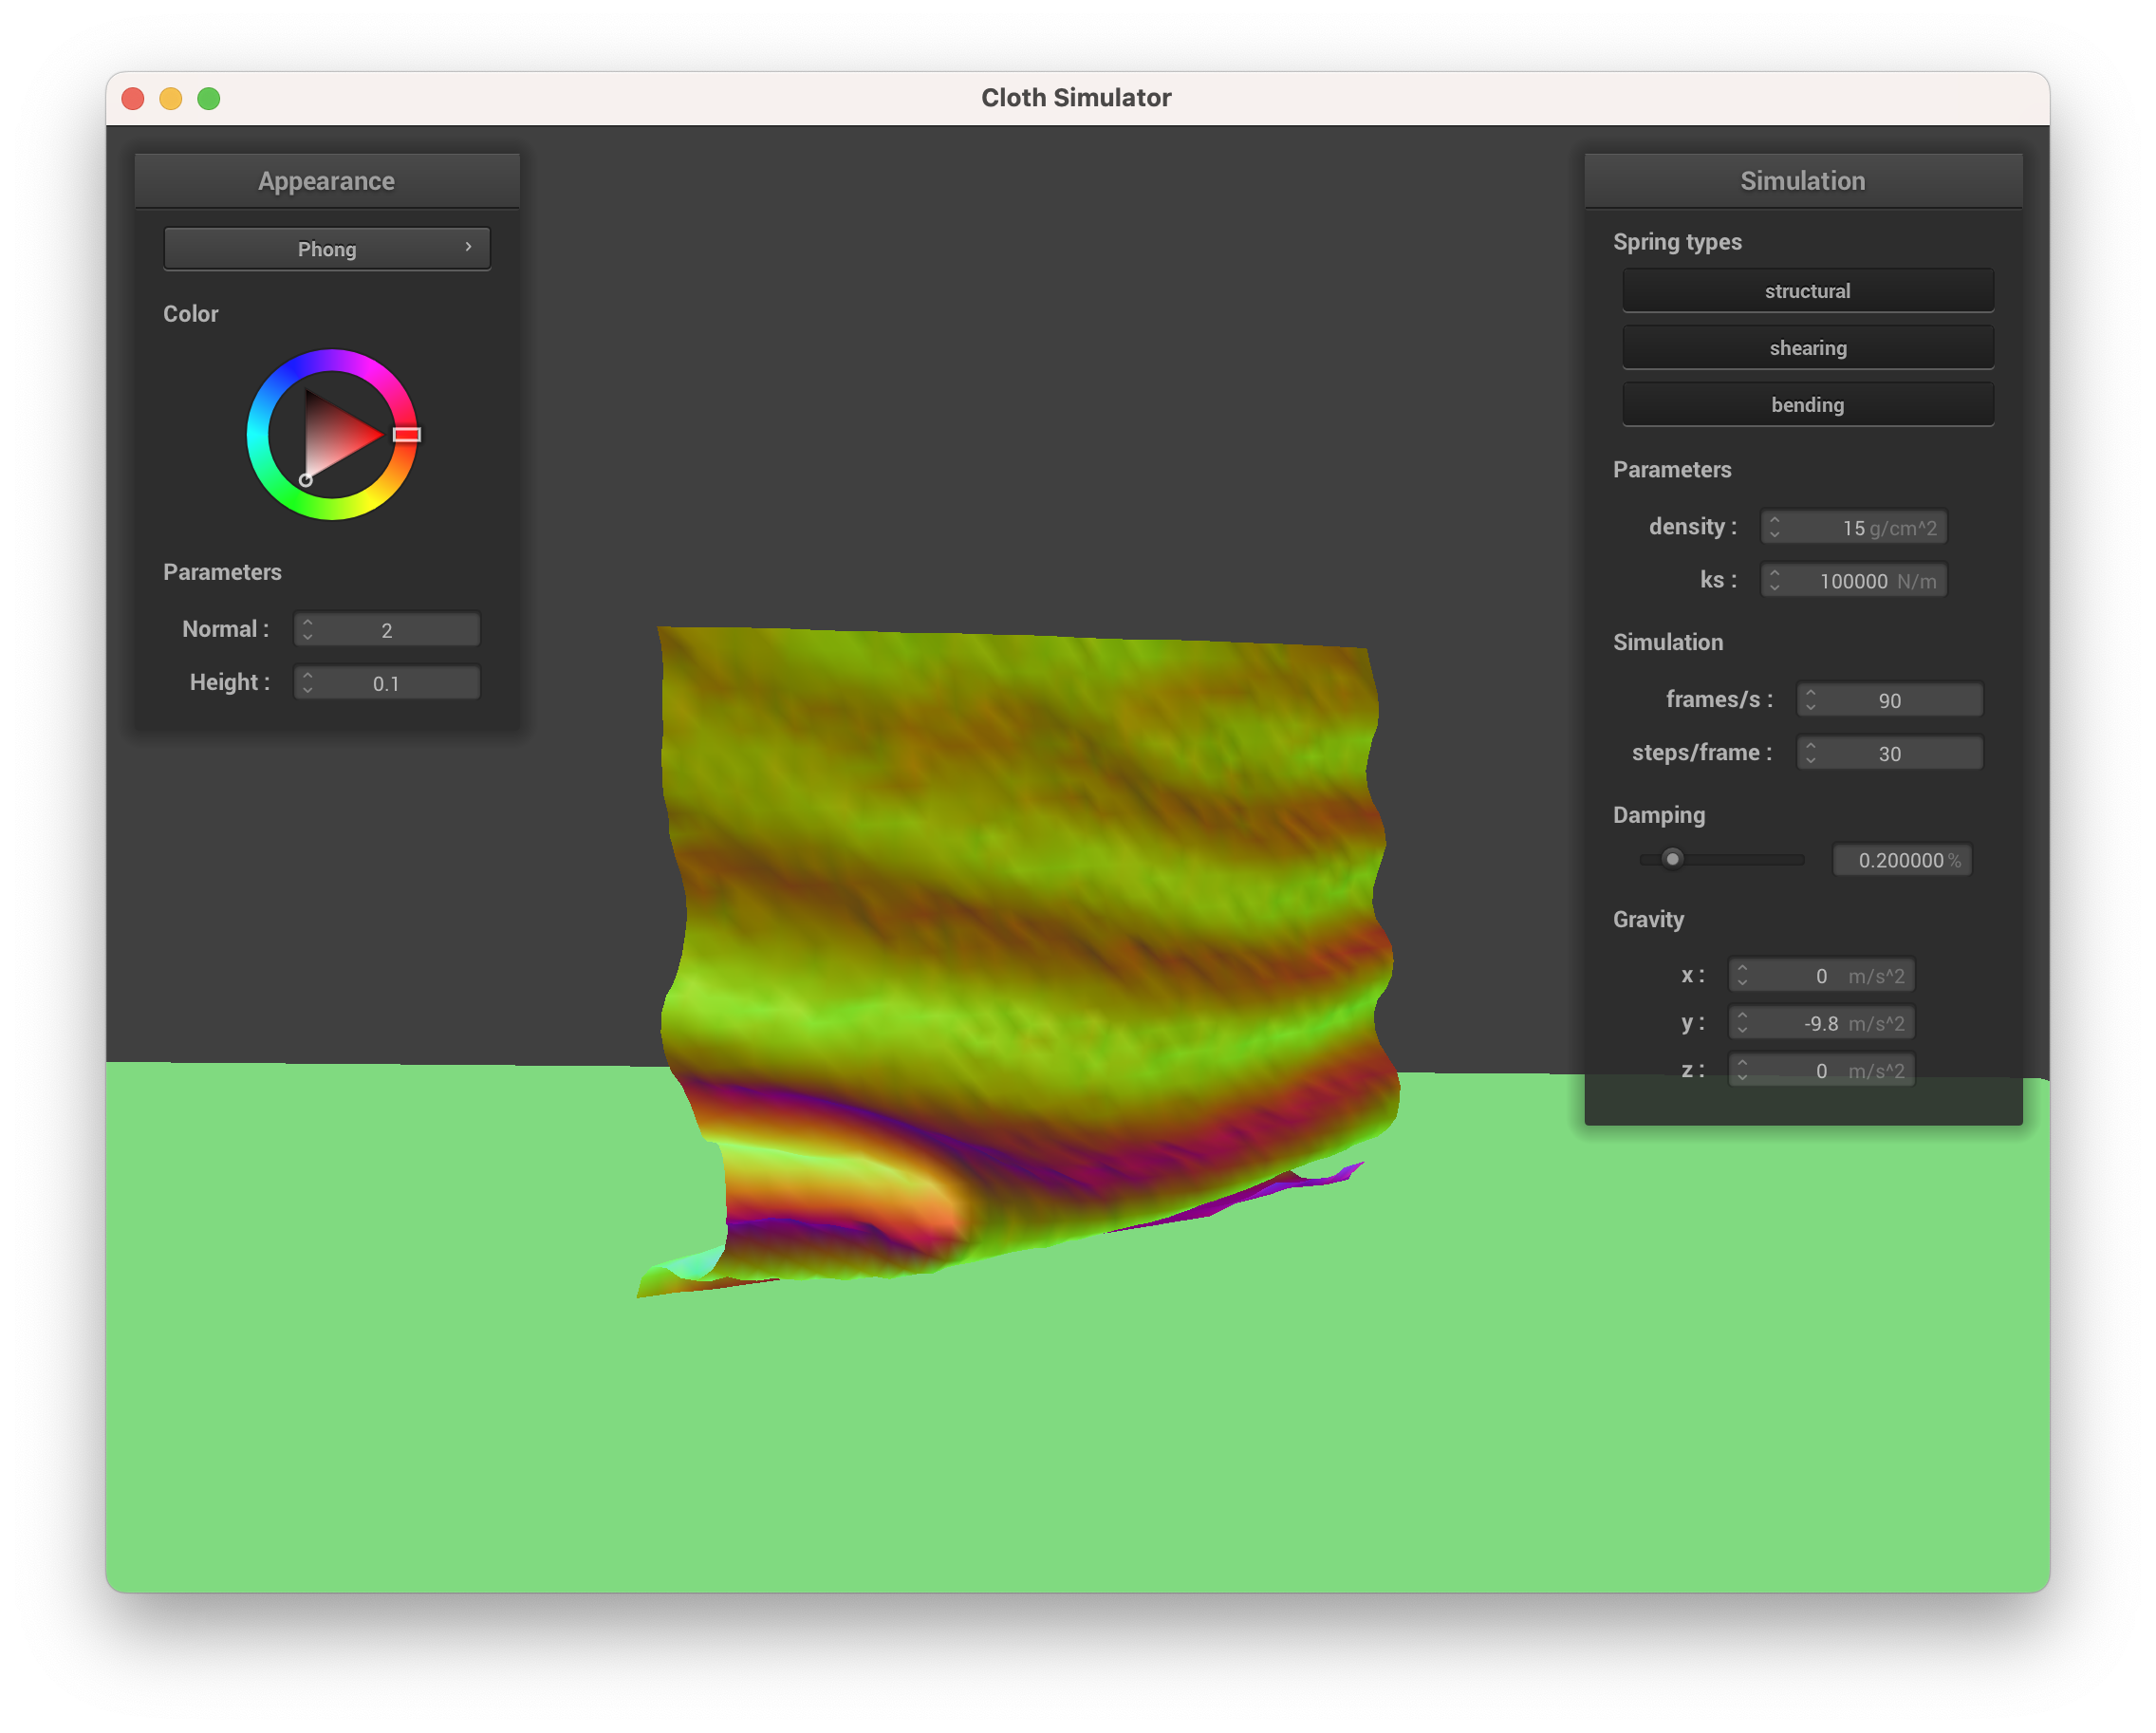 Cloth Simulator
Appearance
Phong
Color
Parameters
Normal : 2
Height : 0.1
Simulation
Spring types
structural
shearing
bending
Parameters
density : 15 g/cm^2
ks : 100000 N/m
Simulation
frames/s : 90
steps/frame : 30
Damping
0.200000 %
Gravity
x : 0 m/s^2
y : -9.8 m/s^2
z : 0 m/s^2